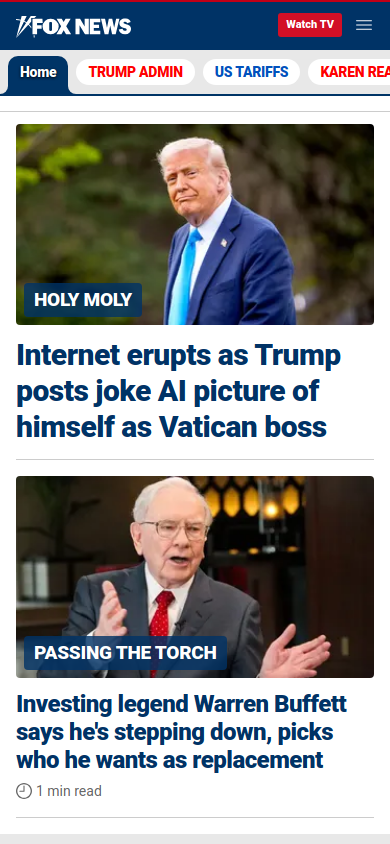 FOX NEWS
Watch TV
Home
TRUMP ADMIN
US TARIFFS
KAREN REA
HOLY MOLY
Internet erupts as Trump
posts joke AI picture of
himself as Vatican boss
PASSING THE TORCH
Investing legend Warren Buffett
says he's stepping down, picks
who he wants as replacement
1 min read